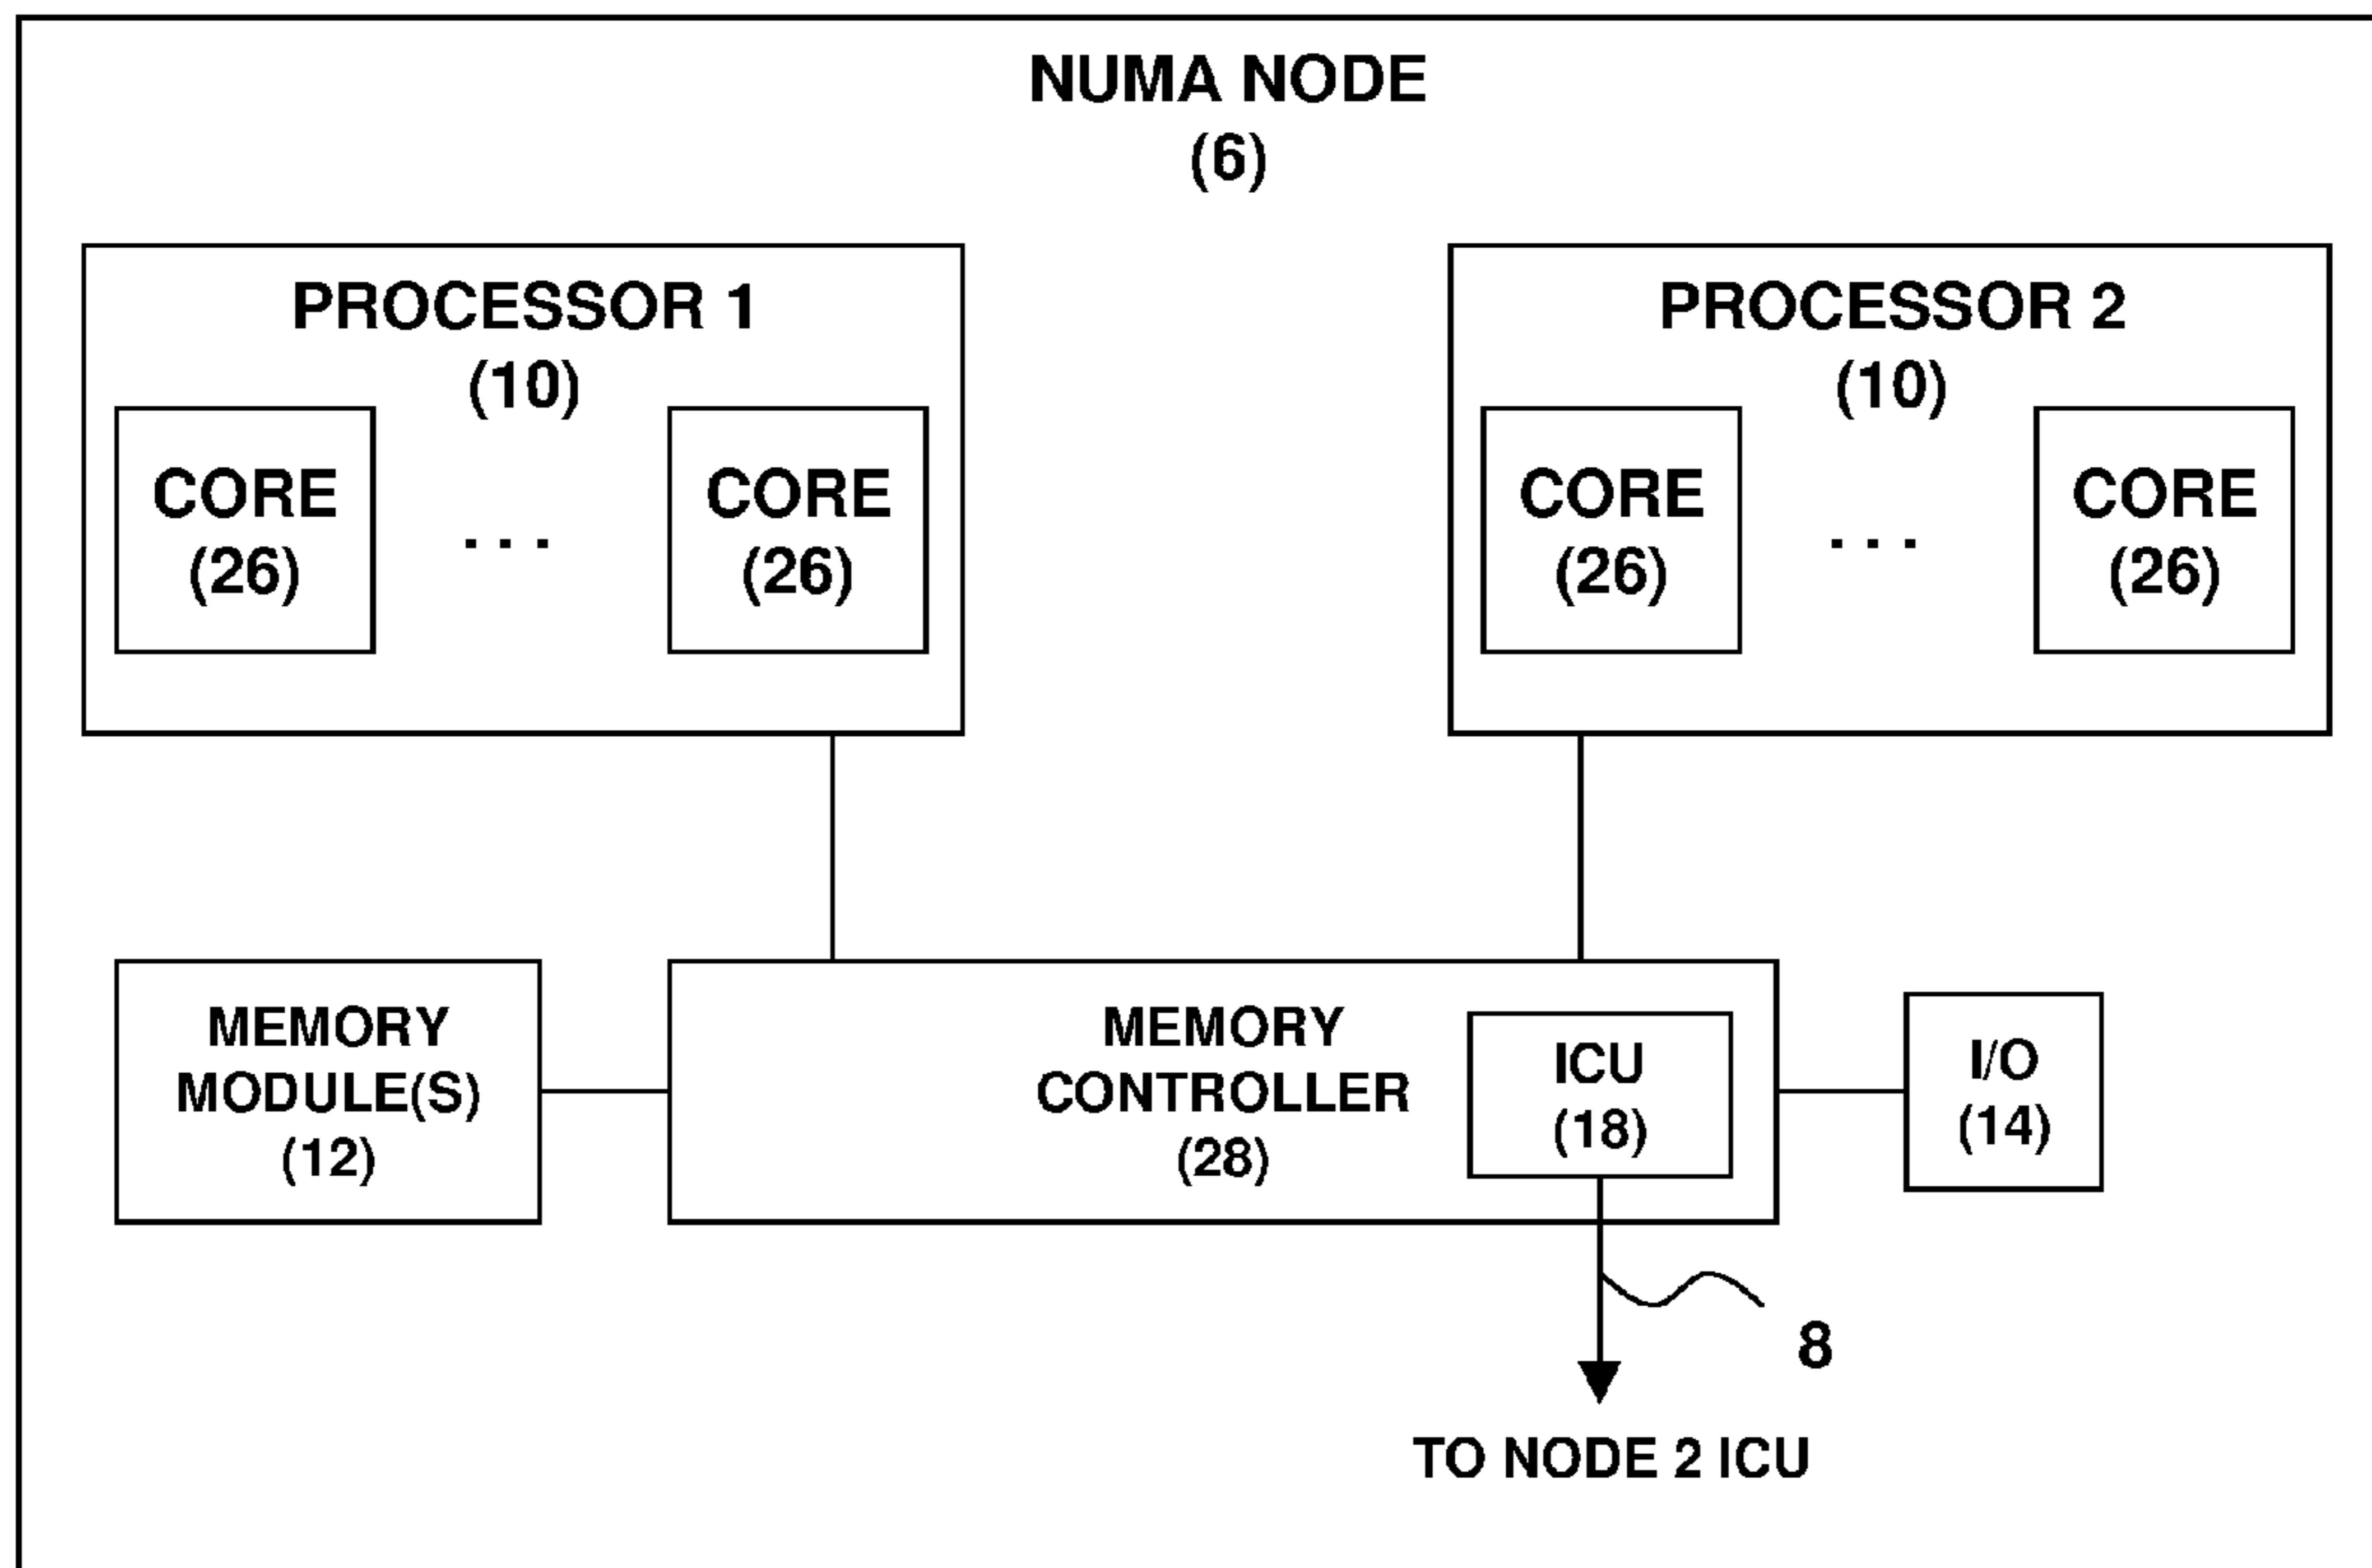 NUMA NODE
(6)
PROCESSOR 1
(10)
CORE
(26)
. . .
CORE
(26)
PROCESSOR 2
(10)
CORE
(26)
. . .
CORE
(26)
MEMORY
MODULE(S)
(12)
MEMORY
CONTROLLER
(28)
ICU
(18)
I/O
(14)
8
TO NODE 2 ICU